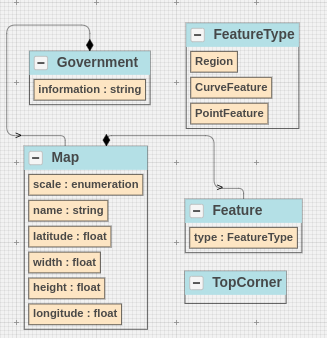 Government
information : string
FeatureType
Region
CurveFeature
PointFeature
Map
scale : enumeration
name : string
latitude : float
width : float
height : float
longitude : float
Feature
type : FeatureType
TopCorner